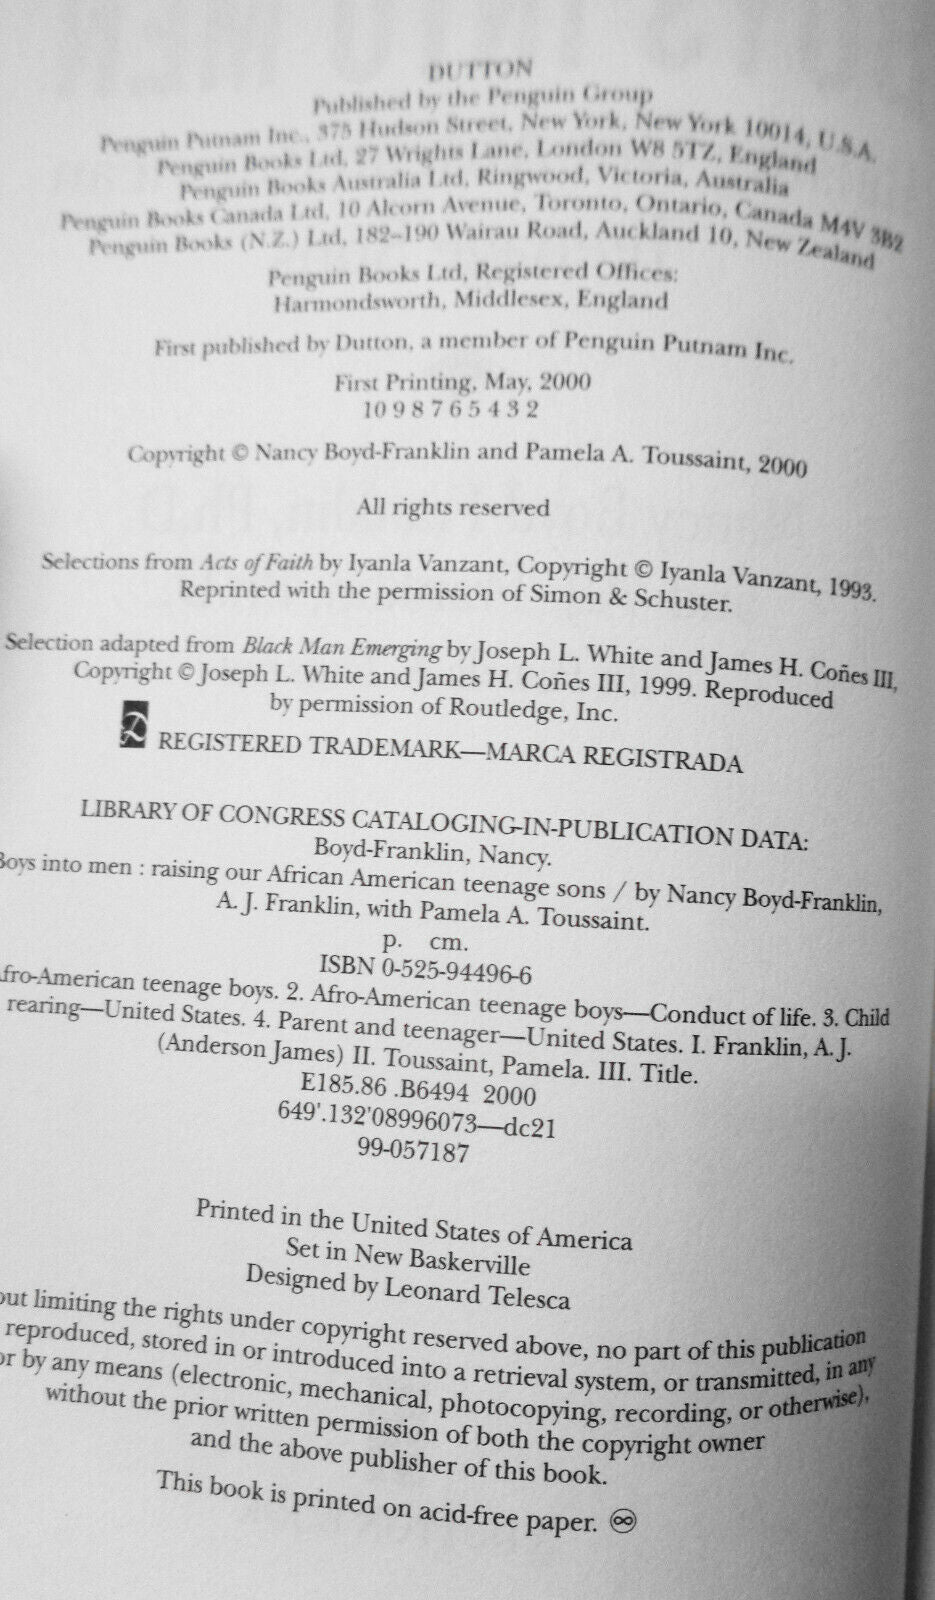 DUTTON
Published by the Penguin Group
Penguin Putnam Inc., 375 Hudson Street, New York, New York 10014, U.S.A.
Penguin Books Ltd, 27 Wrights Lane, London W8 5TZ, England
Penguin Books Australia Ltd, Ringwood, Victoria, Australia
Penguin Books Canada Ltd, 10 Alcorn Avenue, Toronto, Ontario, Canada M4V 3B2
Penguin Books (N.Z.) Ltd, 182–190 Wairau Road, Auckland 10, New Zealand
Penguin Books Ltd, Registered Offices:
Harmondsworth, Middlesex, England
First published by Dutton, a member of Penguin Putnam Inc.
First Printing, May, 2000
10 9 8 7 6 5 4 3 2
Copyright © Nancy Boyd-Franklin and Pamela A. Toussaint, 2000
All rights reserved
Selections from Acts of Faith by Iyanla Vanzant, Copyright © Iyanla Vanzant, 1993.
Reprinted with the permission of Simon & Schuster.
Selection adapted from Black Man Emerging by Joseph L. White and James H. Coñes III,
Copyright © Joseph L. White and James H. Coñes III, 1999. Reproduced
by permission of Routledge, Inc.
REGISTERED TRADEMARK—MARCA REGISTRADA
LIBRARY OF CONGRESS CATALOGING-IN-PUBLICATION DATA:
Boyd-Franklin, Nancy.
Boys into men : raising our African American teenage sons / by Nancy Boyd-Franklin,
A. J. Franklin, with Pamela A. Toussaint.
p. cm.
ISBN 0-525-94496-6
Afro-American teenage boys. 2. Afro-American teenage boys—Conduct of life. 3. Child
rearing—United States. 4. Parent and teenager—United States. I. Franklin, A. J.
(Anderson James) II. Toussaint, Pamela. III. Title.
E185.86 .B6494 2000
649'.132'08996073—dc21
99-057187
Printed in the United States of America
Set in New Baskerville
Designed by Leonard Telesca
out limiting the rights under copyright reserved above, no part of this publication
reproduced, stored in or introduced into a retrieval system, or transmitted, in any
or by any means (electronic, mechanical, photocopying, recording, or otherwise),
without the prior written permission of both the copyright owner
and the above publisher of this book.
This book is printed on acid-free paper. ♾